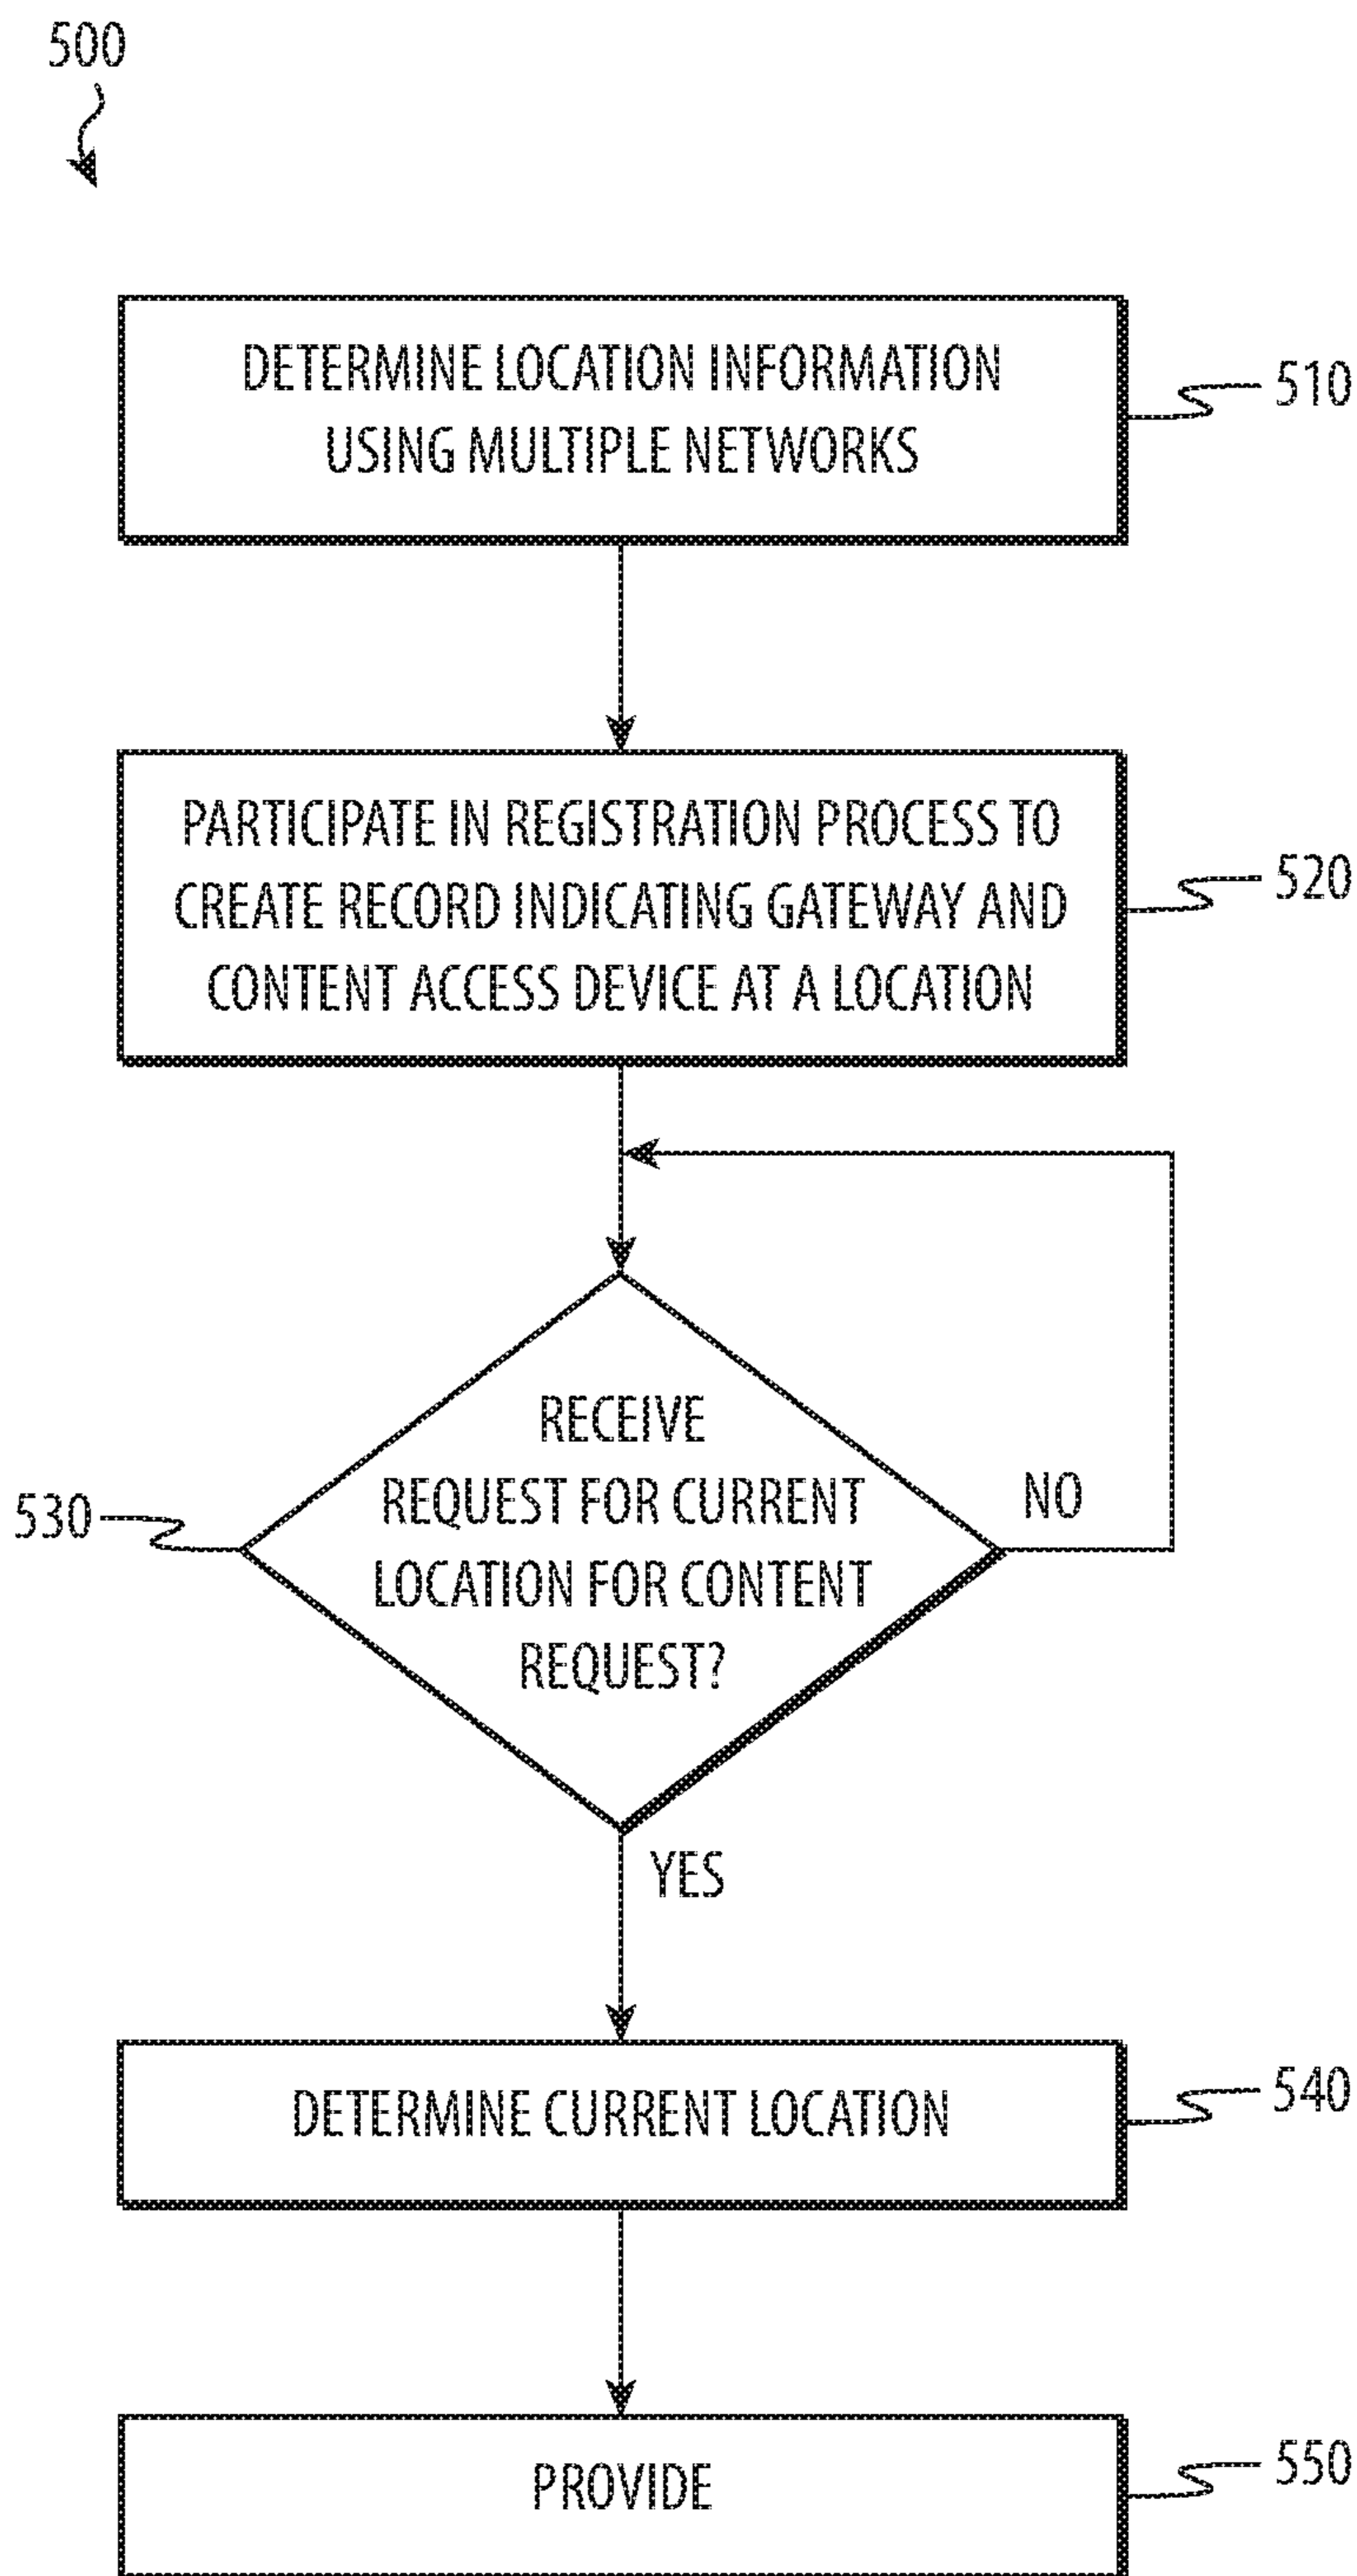 500
DETERMINE LOCATION INFORMATION
USING MULTIPLE NETWORKS
510
PARTICIPATE IN REGISTRATION PROCESS TO
CREATE RECORD INDICATING GATEWAY AND
CONTENT ACCESS DEVICE AT A LOCATION
520
RECEIVE
REQUEST FOR CURRENT
LOCATION FOR CONTENT
REQUEST?
530
NO
YES
DETERMINE CURRENT LOCATION
540
PROVIDE
550